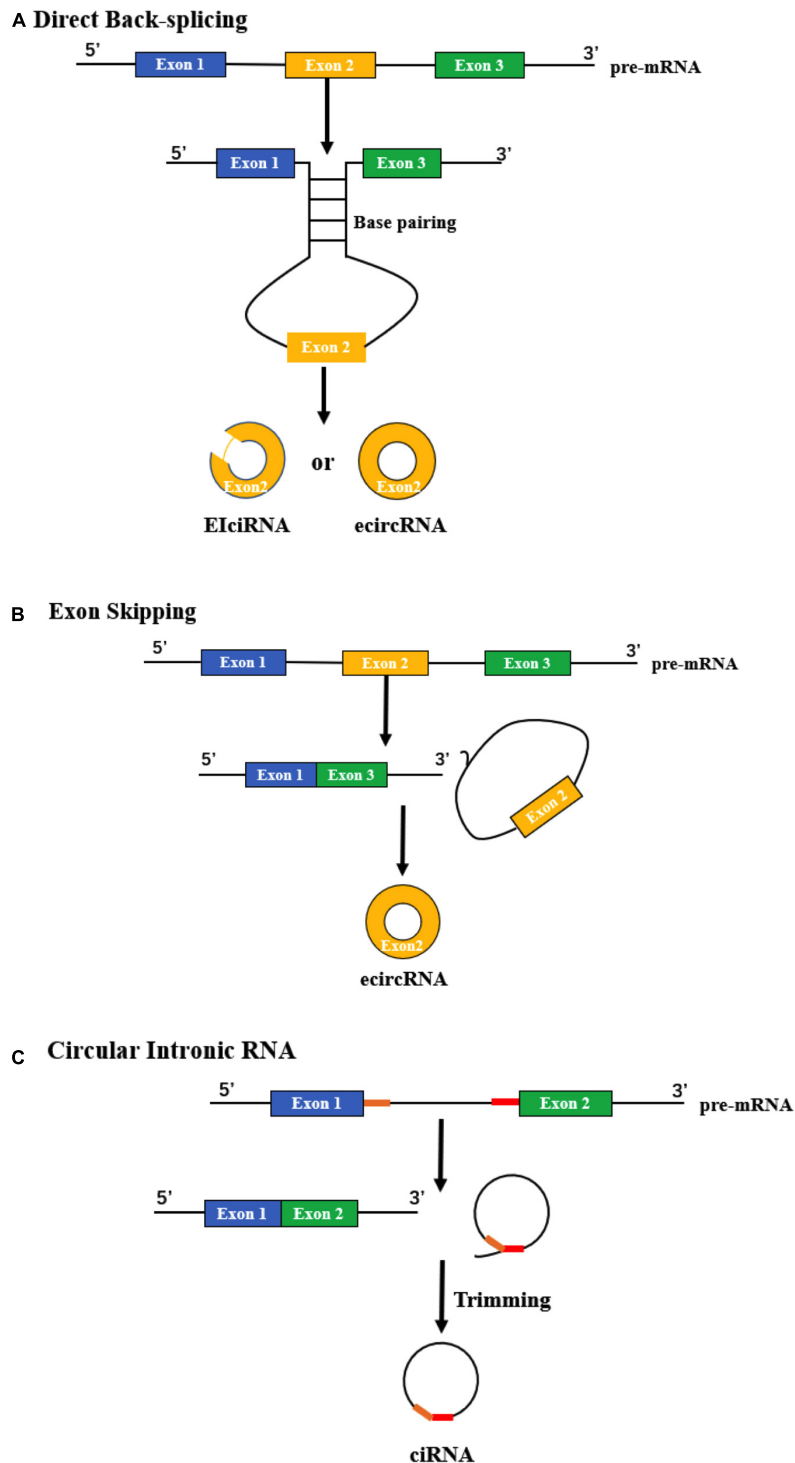 A Direct Back-splicing
5’ Exon 1 Exon 2 Exon 3 3’ pre-mRNA
5’ Exon 1 Exon 3 3’
Base pairing
Exon 2
Exon2 or Exon2
EIciRNA ecircRNA
B Exon Skipping
5’ Exon 1 Exon 2 Exon 3 3’ pre-mRNA
5’ Exon 1 Exon 3 3’
Exon 2
Exon2
ecircRNA
C Circular Intronic RNA
5’ Exon 1 Exon 2 3’ pre-mRNA
5’ Exon 1 Exon 2 3’
Trimming
ciRNA